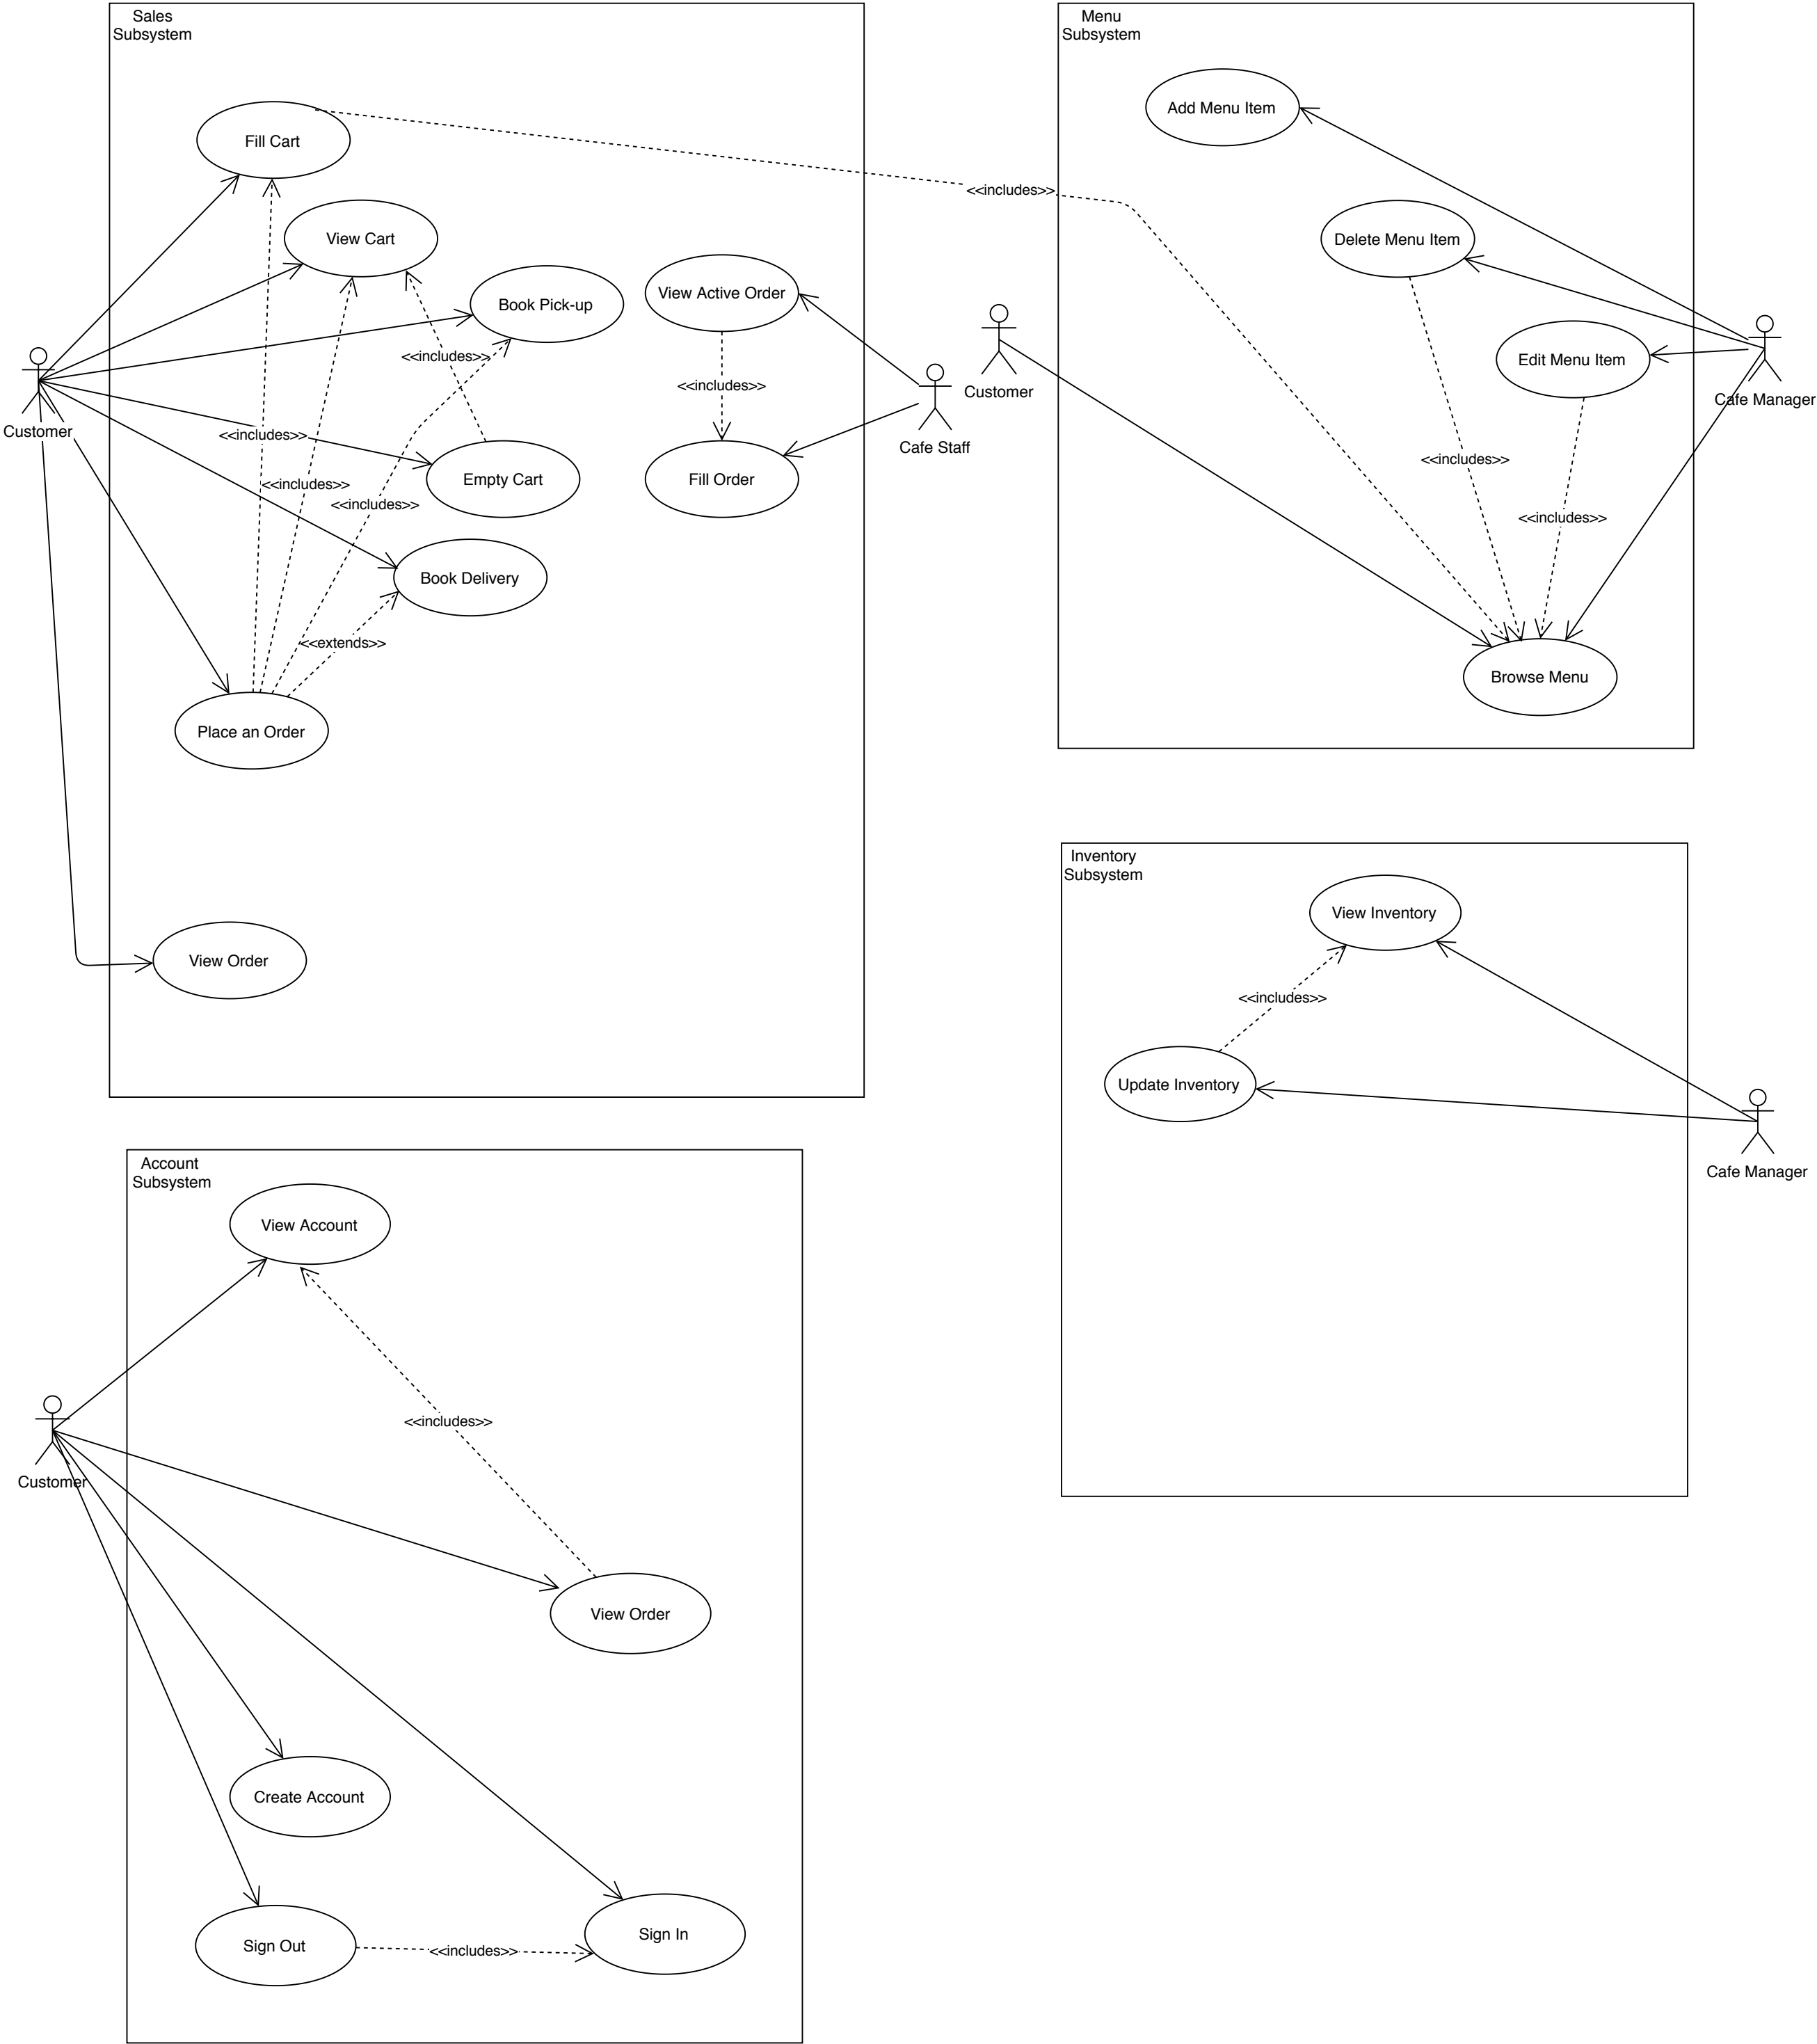 Sales
Subsystem
Fill Cart
<<includes>>
View Cart
Book Pick-up
View Active Order
<<includes>>
<<includes>>
Customer
Cafe Staff
<<includes>>
<<includes>>
<<includes>>
Empty Cart
Fill Order
Book Delivery
<<extends>>
Place an Order
View Order
Menu
Subsystem
Add Menu Item
Delete Menu Item
Edit Menu Item
Customer
Cafe Manager
<<includes>>
<<includes>>
Browse Menu
Inventory
Subsystem
View Inventory
<<includes>>
Update Inventory
Cafe Manager
Account
Subsystem
View Account
<<includes>>
Customer
View Order
Create Account
Sign Out
<<includes>>
Sign In